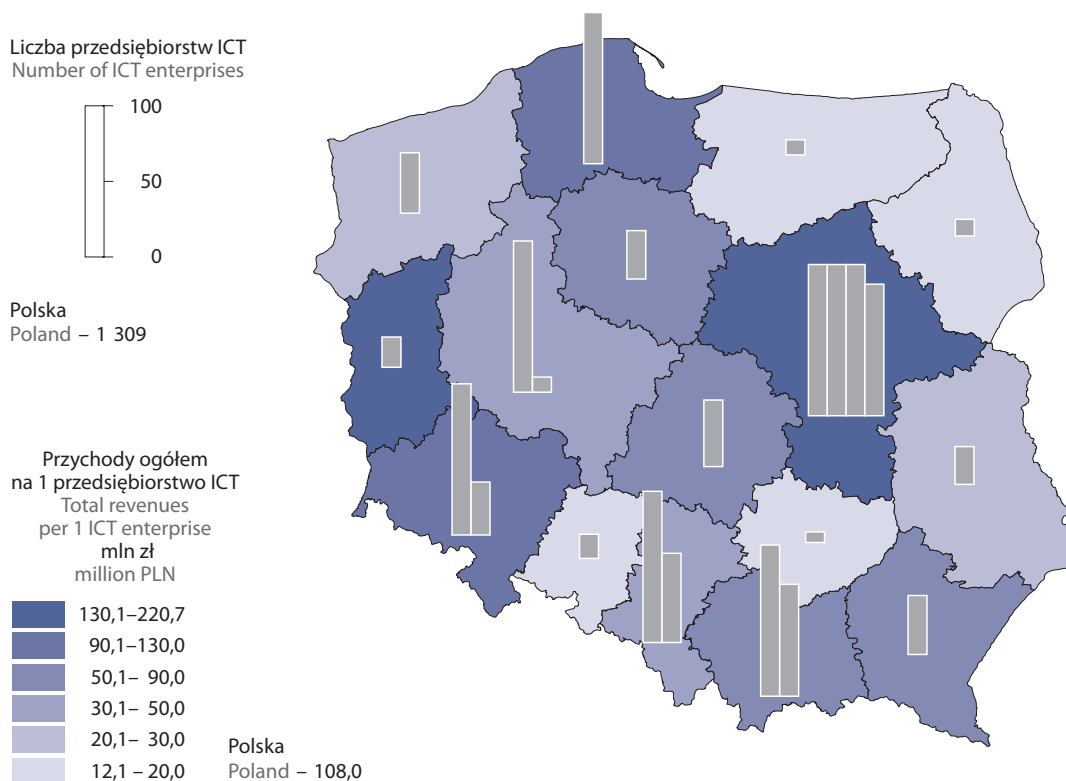 Liczba przedsiębiorstw ICT
Number of ICT enterprises
100
50
0
Polska
Poland – 1 309
Przychody ogółem
na 1 przedsiębiorstwo ICT
Total revenues
per 1 ICT enterprise
mln zł
million PLN
130,1–220,7
90,1–130,0
50,1– 90,0
30,1– 50,0
20,1– 30,0
12,1 – 20,0
Polska
Poland – 108,0